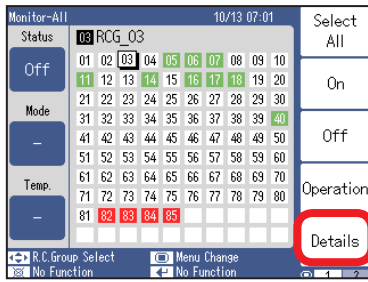 Monitor-All 10/13 07:01
Status
Off
Mode
–
Temp.
–
03 RCG_03
01 02 03 04 05 06 07 08 09 10
11 12 13 14 15 16 17 18 19 20
21 22 23 24 25 26 27 28 29 30
31 32 33 34 35 36 37 38 39 40
41 42 43 44 45 46 47 48 49 50
51 52 53 54 55 56 57 58 59 60
61 62 63 64 65 66 67 68 69 70
71 72 73 74 75 76 77 78 79 80
81 82 83 84 85
Select
All
On
Off
Operation
Details
R.C.Group Select Menu Change
No Function No Function
1 2